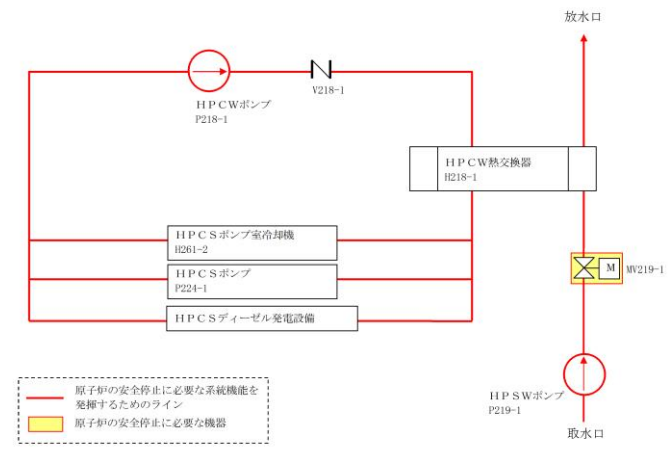 放水口
HPCWポンプ
P218-1
V218-1
HPCW熱交換器
H218-1
HPCSポンプ室冷却機
H261-2
HPCSポンプ
P224-1
HPCSディーゼル発電設備
M
MV219-1
HPSWポンプ
P219-1
取水口
原子炉の安全停止に必要な系統機能を
発揮するためのライン
原子炉の安全停止に必要な機器